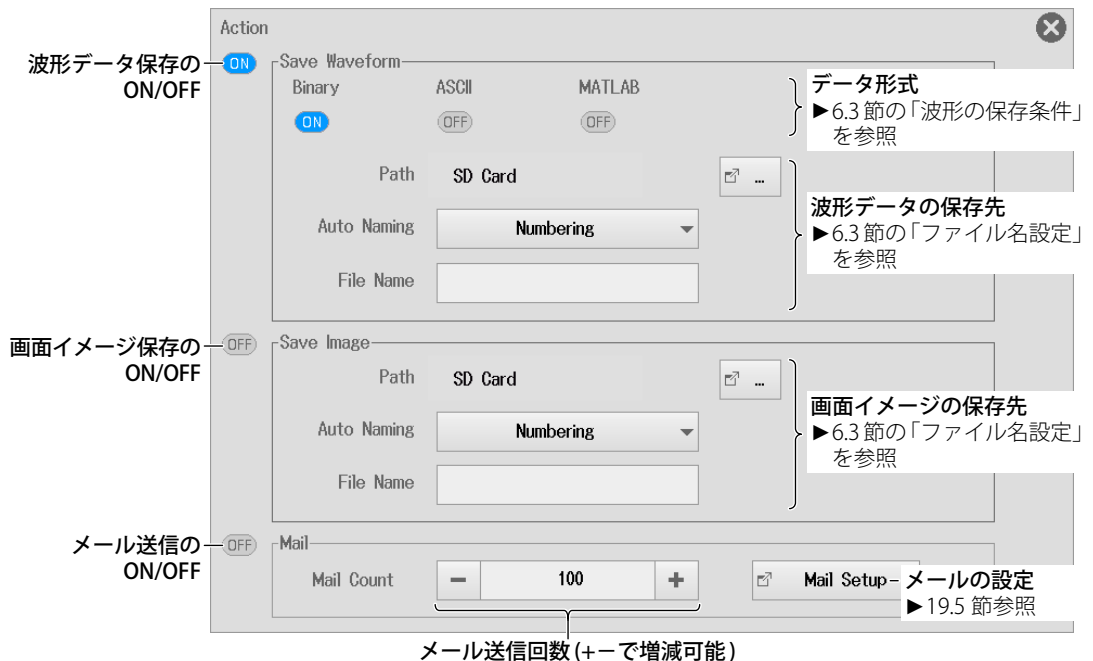 Action
波形データ保存の
ON/OFF
ON
Save Waveform
Binary ASCII MATLAB
ON OFF OFF
データ形式
▶6.3 節の「波形の保存条件」
を参照
Path SD Card ...
Auto Naming Numbering
File Name
波形データの保存先
▶6.3 節の「ファイル名設定」
を参照
画面イメージ保存の
ON/OFF
OFF
Save Image
Path SD Card ...
Auto Naming Numbering
File Name
画面イメージの保存先
▶6.3 節の「ファイル名設定」
を参照
メール送信の
ON/OFF
OFF
Mail
Mail Count − 100 + Mail Setup
メールの設定
▶19.5 節参照
メール送信回数 (+−で増減可能)